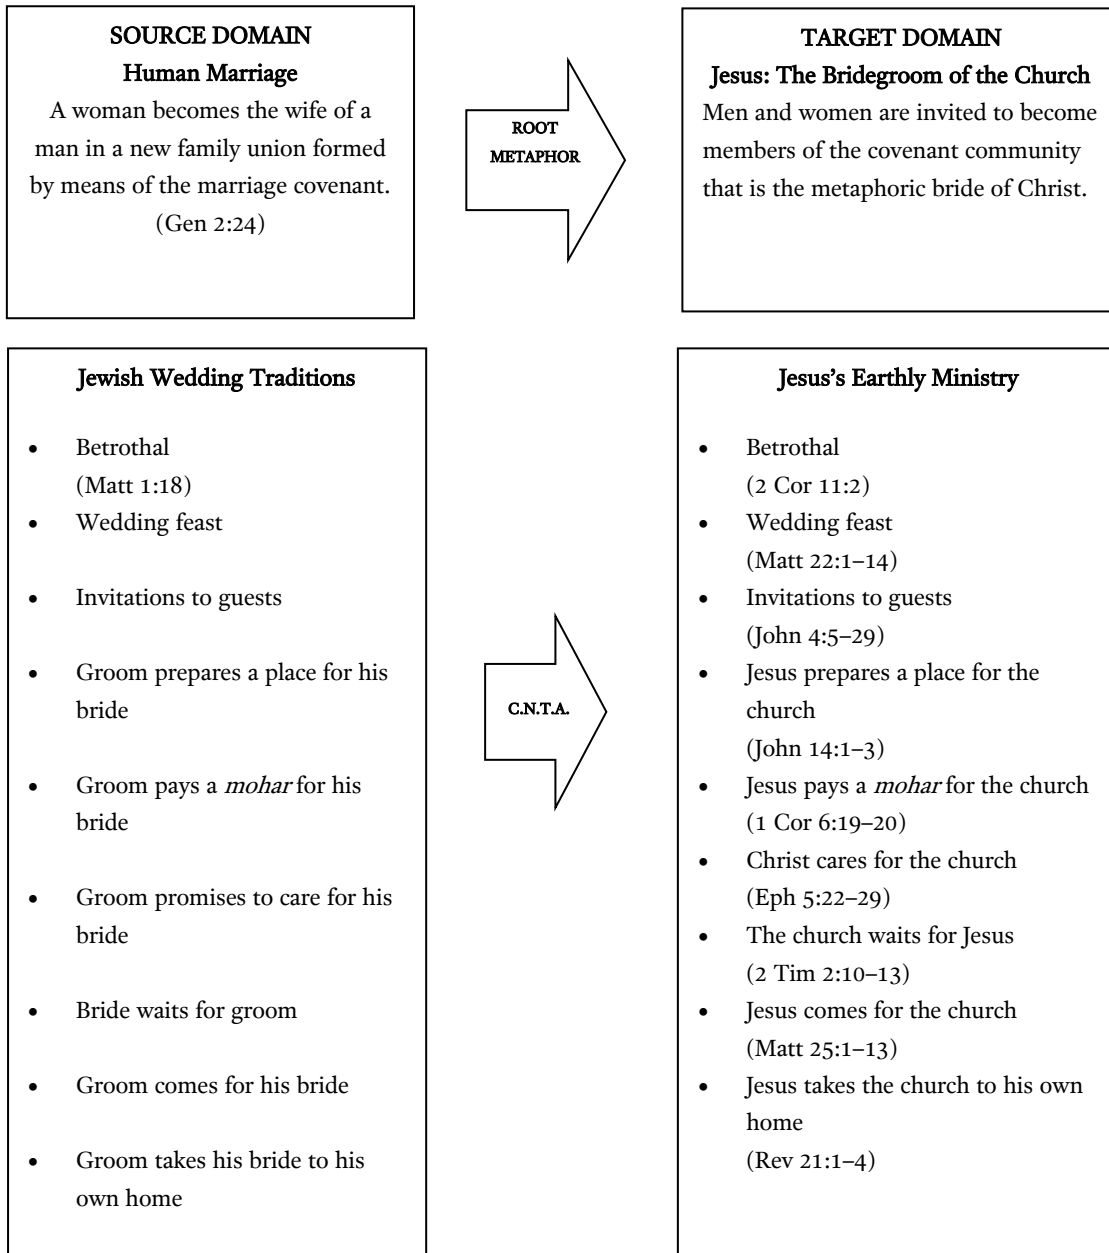 SOURCE DOMAIN
Human Marriage
A woman becomes the wife of a
man in a new family union formed
by means of the marriage covenant.
(Gen 2:24)
ROOT
METAPHOR
TARGET DOMAIN
Jesus: The Bridegroom of the Church
Men and women are invited to become
members of the covenant community
that is the metaphoric bride of Christ.
Jewish Wedding Traditions
• Betrothal
(Matt 1:18)
• Wedding feast
• Invitations to guests
• Groom prepares a place for his
bride
• Groom pays a mohar for his
bride
• Groom promises to care for his
bride
• Bride waits for groom
• Groom comes for his bride
• Groom takes his bride to his
own home
C.N.T.A.
Jesus’s Earthly Ministry
• Betrothal
(2 Cor 11:2)
• Wedding feast
(Matt 22:1–14)
• Invitations to guests
(John 4:5–29)
• Jesus prepares a place for the
church
(John 14:1–3)
• Jesus pays a mohar for the church
(1 Cor 6:19–20)
• Christ cares for the church
(Eph 5:22–29)
• The church waits for Jesus
(2 Tim 2:10–13)
• Jesus comes for the church
(Matt 25:1–13)
• Jesus takes the church to his own
home
(Rev 21:1–4)